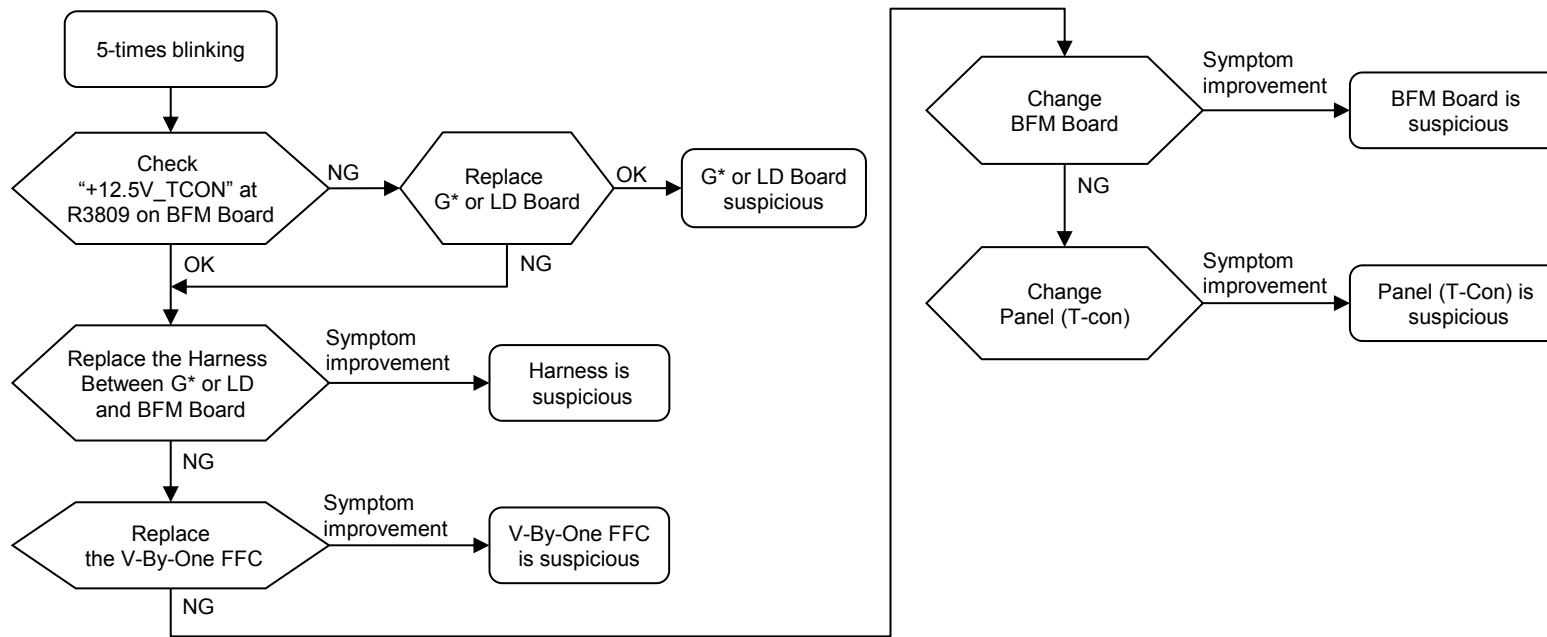 5-times blinking
Check
“+12.5V_TCON” at
R3809 on BFM Board
NG
Replace
G* or LD Board
OK
G* or LD Board
suspicious
OK
NG
Replace the Harness
Between G* or LD
and BFM Board
Symptom
improvement
Harness is
suspicious
NG
Replace
the V-By-One FFC
Symptom
improvement
V-By-One FFC
is suspicious
NG
Change
BFM Board
Symptom
improvement
BFM Board is
suspicious
NG
Change
Panel (T-con)
Symptom
improvement
Panel (T-Con) is
suspicious